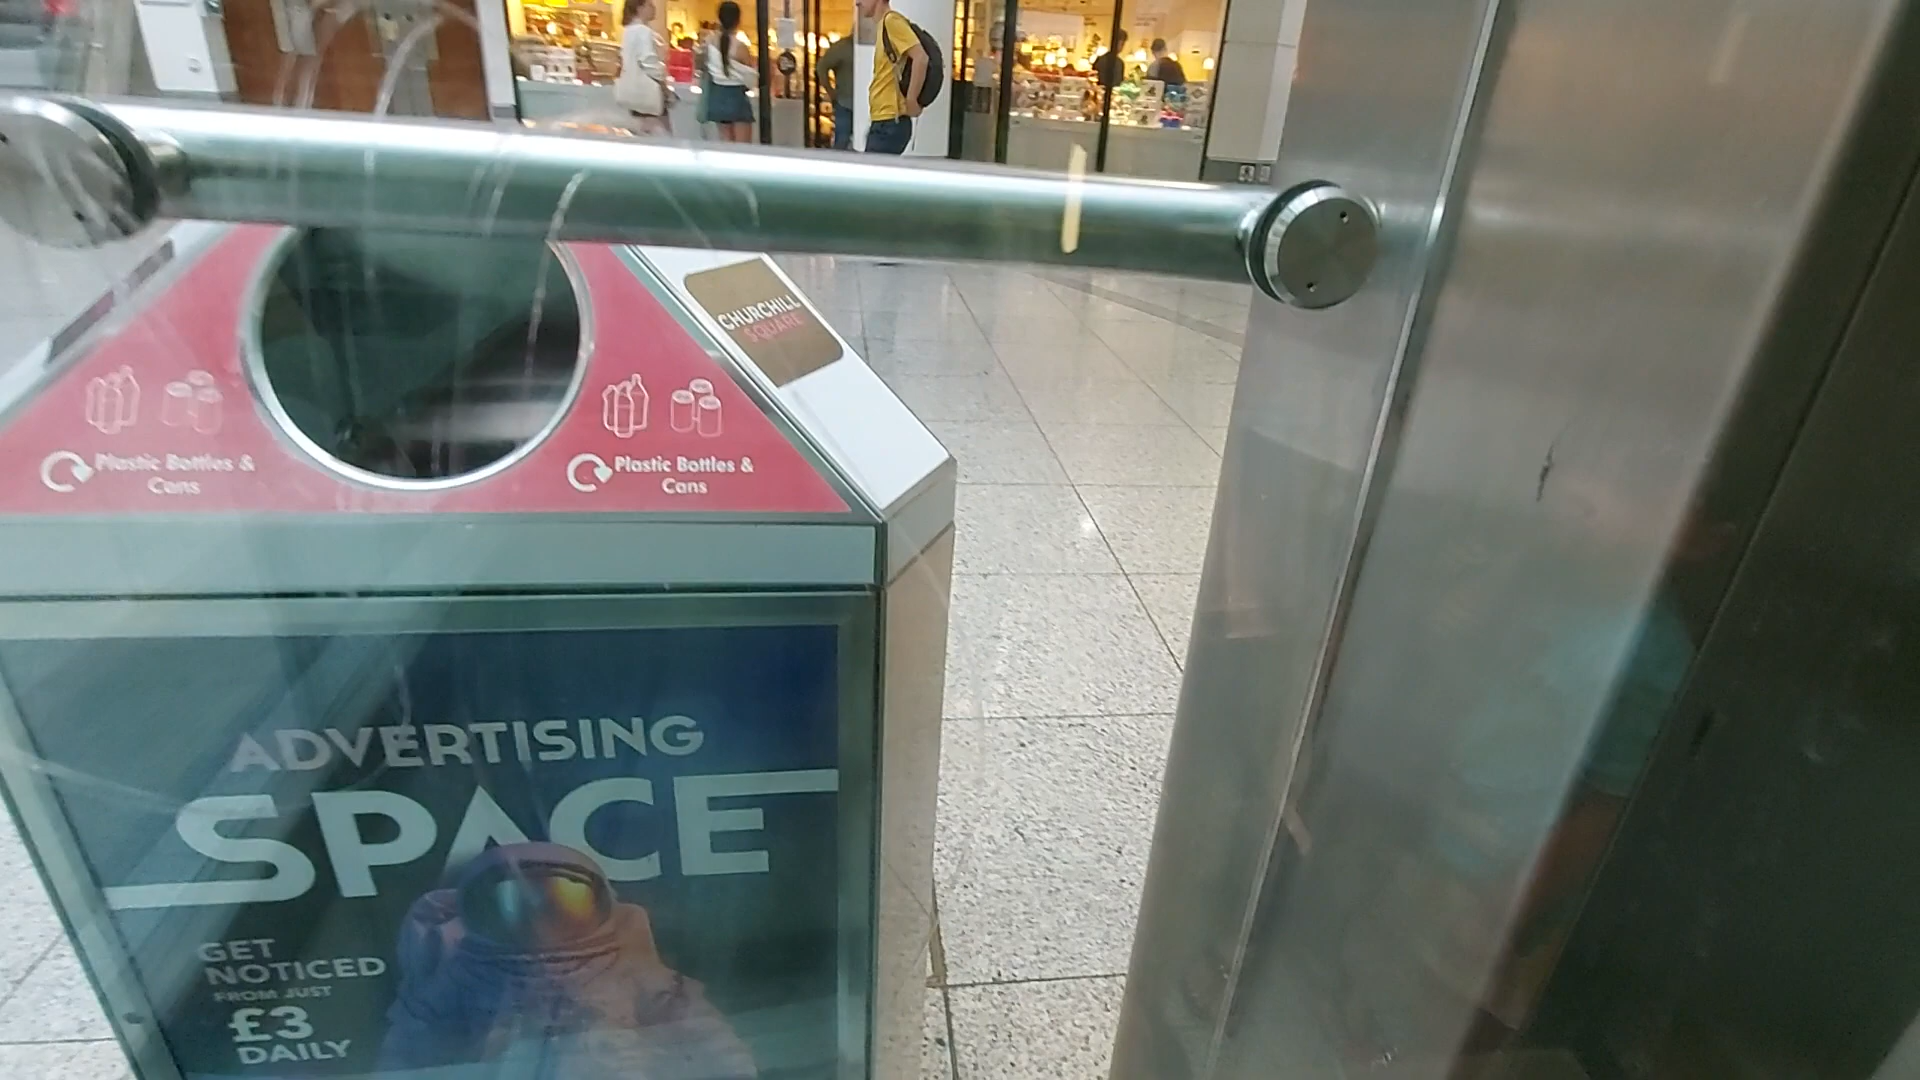 CHURCHILL
SQUARE
Plastic Bottles &
Cans
Plastic Bottles &
Cans
ADVERTISING
SPACE
GET
NOTICED
FROM JUST
£3
DAILY